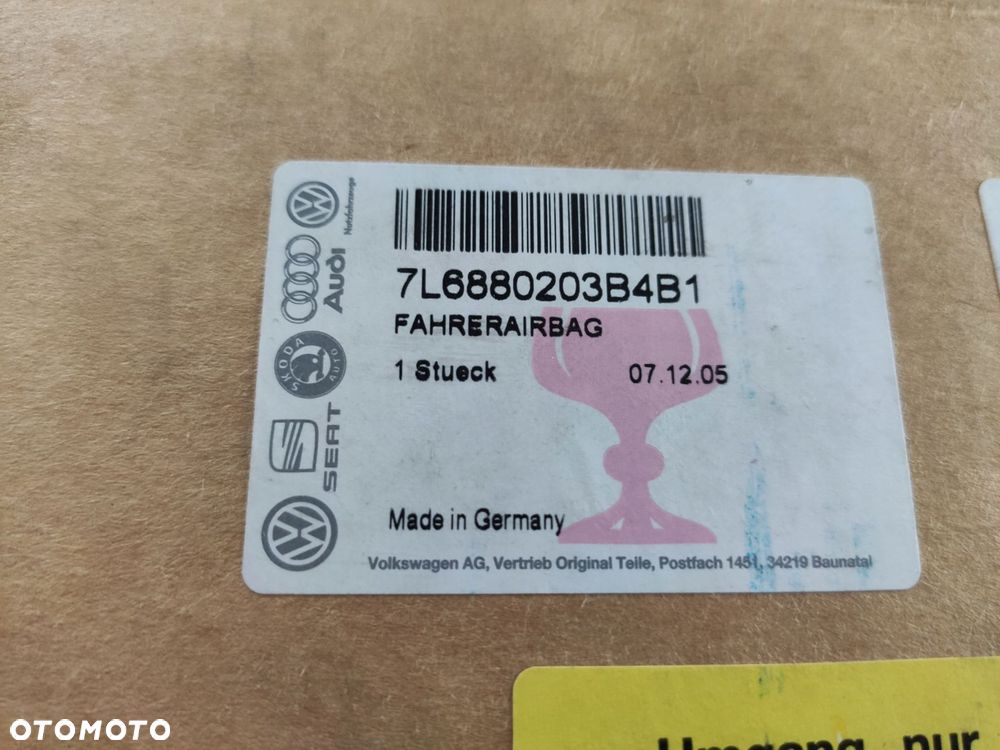 7L6880203B4B1
FAHRERAIRBAG
1 Stueck 07.12.05
Made in Germany
Volkswagen AG, Vertrieb Original Teile, Postfach 1451, 34219 Baunatal
Nutzfahrzeuge
Audi
SKODA
AUTO
SEAT
Umgang nur
OTOMOTO